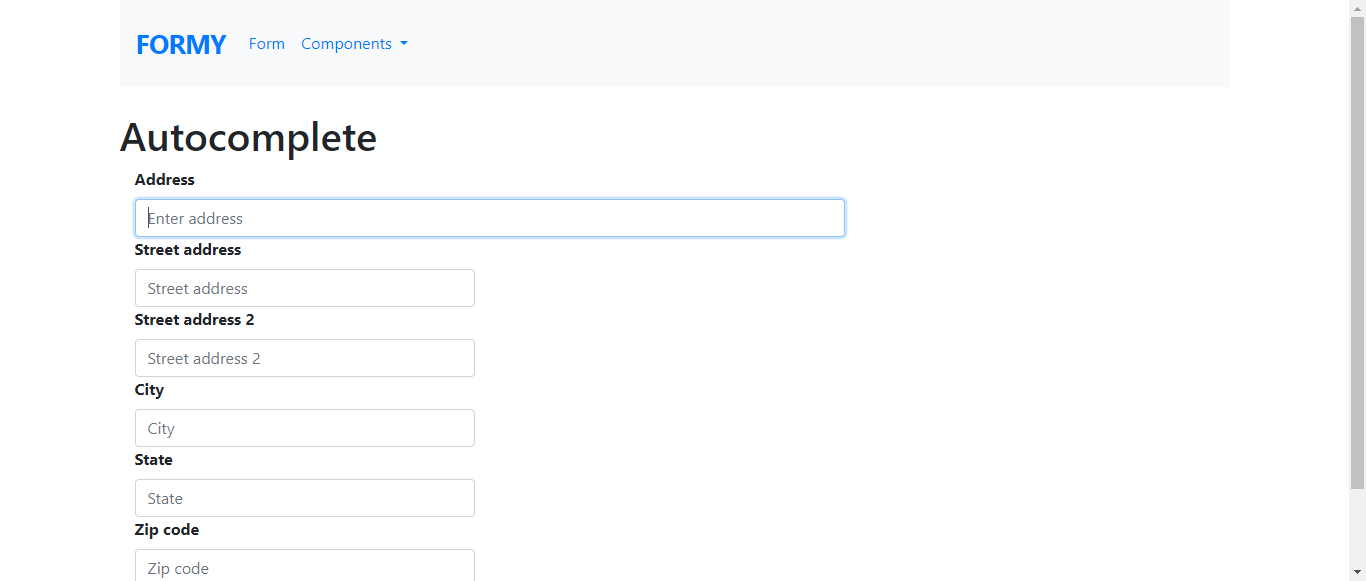 FORMY Form Components
Autocomplete
Address
Enter address
Street address
Street address
Street address 2
Street address 2
City
City
State
State
Zip code
Zip code